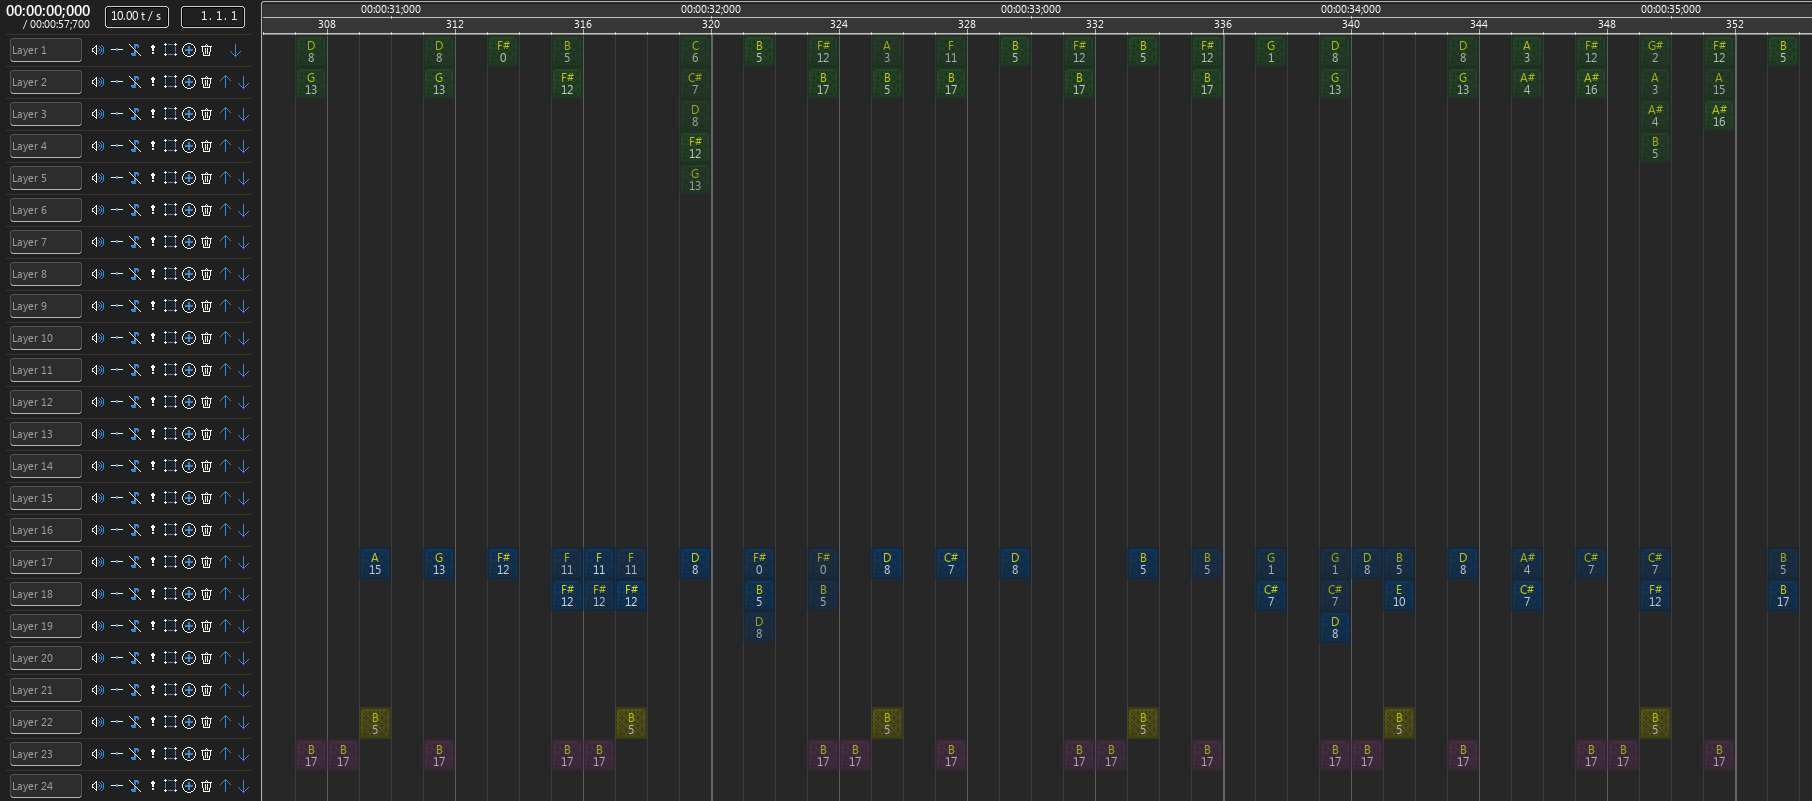 00:00:00;000
/ 00:00:57;700
10.00 t / s
1. 1. 1
00:00:31;000 00:00:32;000 00:00:33;000 00:00:34;000 00:00:35;000
308 312 316 320 324 328 332 336 340 344 348 352
Layer 1 D D F# B C B F# A F B F# B F# G D D A F# G# F# B
8 8 0 5 6 5 12 3 11 5 12 5 12 1 8 8 3 12 2 12 5
Layer 2 G G F# C# B B B B B G G A# A# A A
13 13 12 7 17 5 17 17 17 13 13 4 16 3 15
Layer 3 D A# A#
8 4 16
Layer 4 F# B
12 5
Layer 5 G
13
Layer 6
Layer 7
Layer 8
Layer 9
Layer 10
Layer 11
Layer 12
Layer 13
Layer 14
Layer 15
Layer 16
Layer 17 A G F# F F F D F# F# D C# D B B G G D B D A# C# C# B
15 13 12 11 11 11 8 0 0 8 7 8 5 5 1 1 8 5 8 4 7 7 5
Layer 18 F# F# F# B B C# C# E C# F# B
12 12 12 5 5 7 7 10 7 12 17
Layer 19 D D
8 8
Layer 20
Layer 21
Layer 22 B B B B B B
5 5 5 5 5 5
Layer 23 B B B B B B B B B B B B B B B B B
17 17 17 17 17 17 17 17 17 17 17 17 17 17 17 17 17
Layer 24